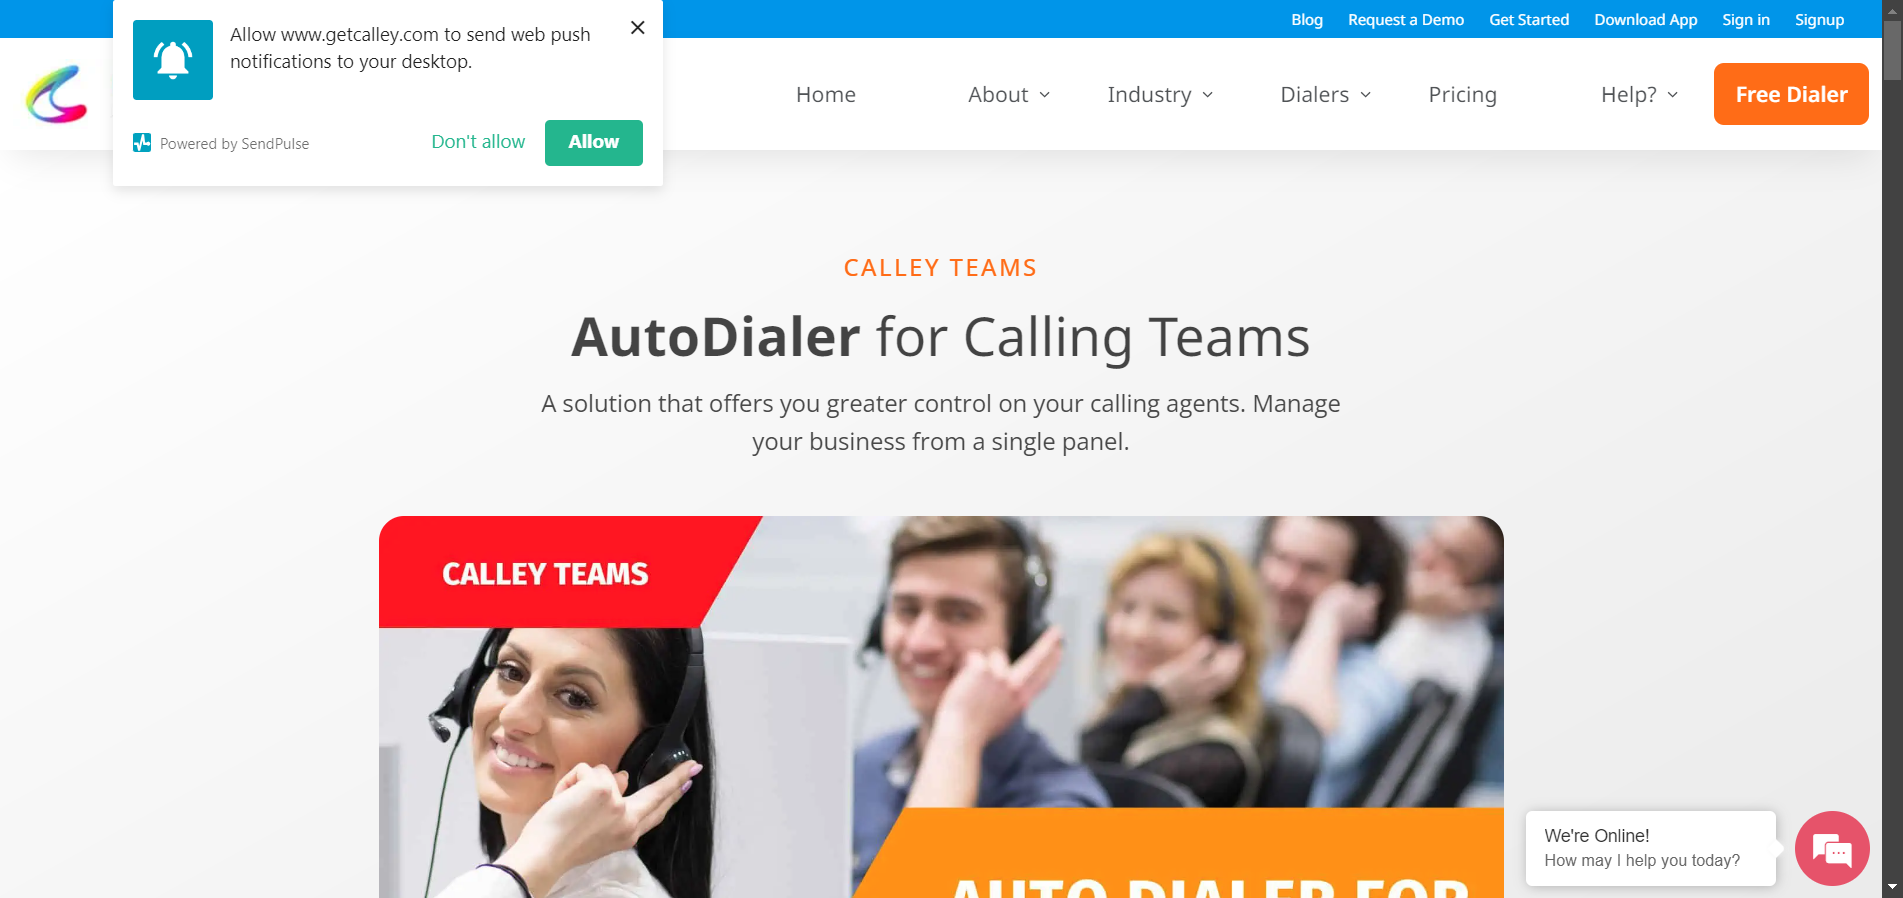 Blog
Request a Demo
Get Started
Download App
Sign in
Signup
Allow www.getcalley.com to send web push
notifications to your desktop.
Powered by SendPulse
Don't allow
Allow
Home
About
Industry
Dialers
Pricing
Help?
Free Dialer
CALLEY TEAMS
AutoDialer for Calling Teams
A solution that offers you greater control on your calling agents. Manage
your business from a single panel.
CALLEY TEAMS
AUTO DIALER FOR
We're Online!
How may I help you today?